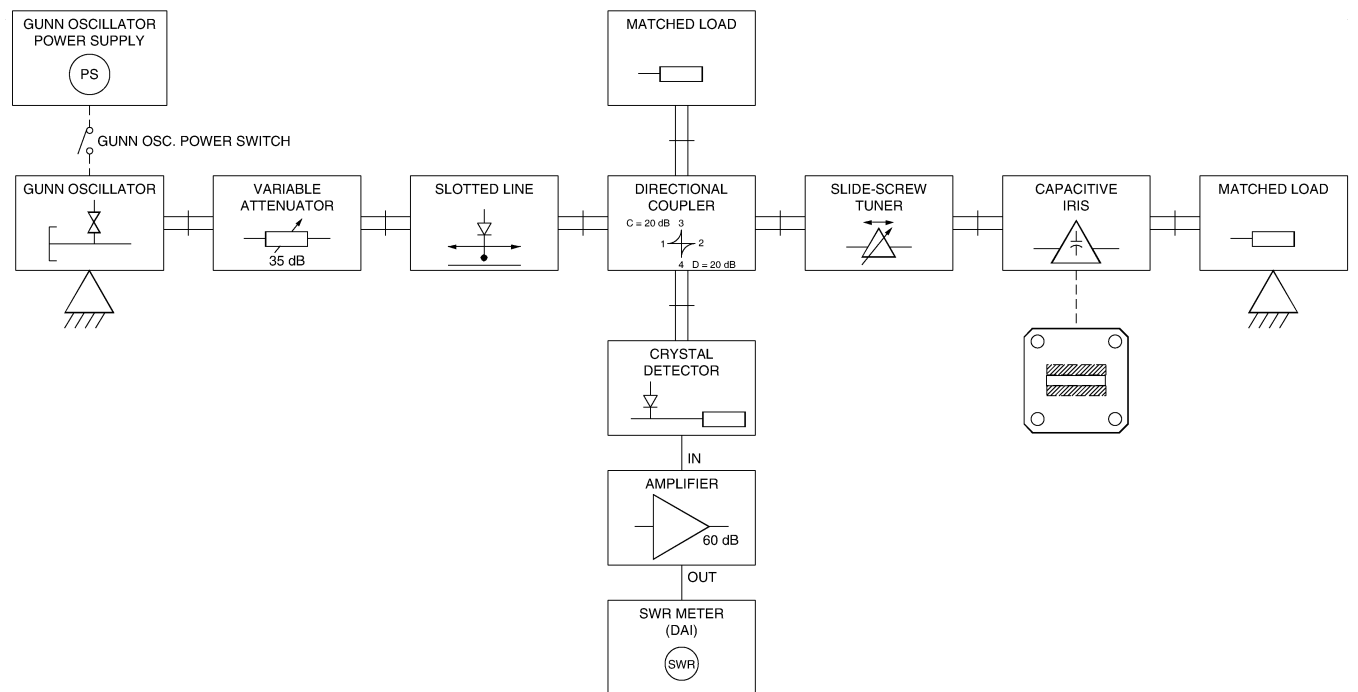 GUNN OSCILLATOR
POWER SUPPLY
PS
GUNN OSC. POWER SWITCH
MATCHED LOAD
GUNN OSCILLATOR
VARIABLE
ATTENUATOR
35 dB
SLOTTED LINE
DIRECTIONAL
COUPLER
C = 20 dB 3
1 2
4 D = 20 dB
SLIDE-SCREW
TUNER
CAPACITIVE
IRIS
MATCHED LOAD
CRYSTAL
DETECTOR
IN
AMPLIFIER
60 dB
OUT
SWR METER
(DAI)
SWR